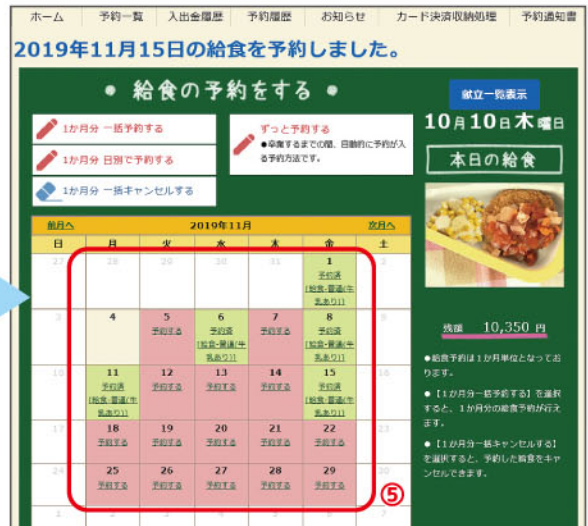 ホーム 予約一覧 入出金履歴 予約履歴 お知らせ カード決済収納処理 予約通知書
2019年11月15日の給食を予約しました。
● 給食の予約をする ●
献立一覧表示
1か月分 一括予約する
1か月分 日別で予約する
1か月分 一括キャンセルする
ずっと予約する
●卒業するまでの間、自動的に予約が入
る予約方法です。
10月10日木曜日
本日の給食
前月へ 2019年11月 次月へ
日 月 火 水 木 金 土
27 28 29 30 31 1 2
予約済
[給食-普通(牛
乳あり)]
3 4 5 6 7 8 9
予約する 予約済 予約する 予約済
[給食-普通(牛 [給食-普通(牛
乳あり)] 乳あり)]
10 11 12 13 14 15 16
予約済 予約する 予約する 予約する 予約済
[給食-普通(牛 [給食-普通(牛
乳あり)] 乳あり)]
17 18 19 20 21 22 23
予約する 予約する 予約する 予約する 予約する
24 25 26 27 28 29 30
予約する 予約する 予約する 予約する 予約する
1 2 3 4 5 6 7
⑤
残額 10,350 円
●給食予約は1か月単位となってお
ります。
●【1か月分一括予約する】を選択
すると、1か月分の給食予約が行え
ます。
●【1か月分一括キャンセルする】
を選択すると、予約した給食をキャ
ンセルできます。